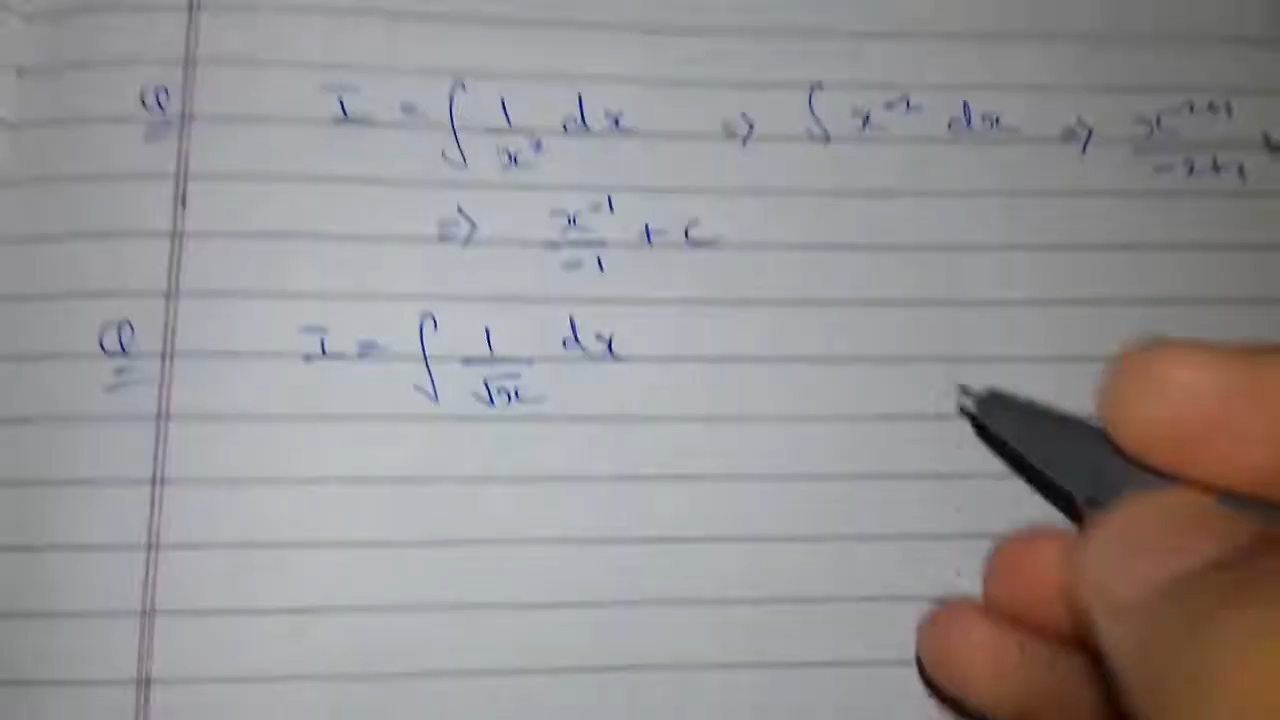 Q I = ∫ 1/x² dx ⇒ ∫ x⁻² dx ⇒ x⁻²⁺¹/-2+1 +
⇒ x⁻¹/-1 + c
Q I = ∫ 1/√x dx